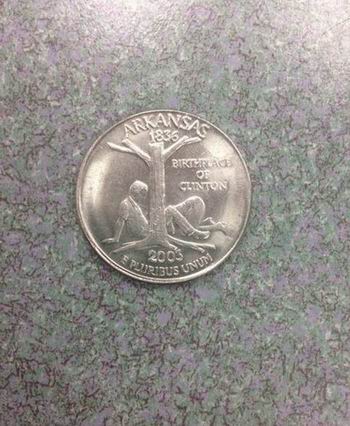 ARKANSAS
1836
BIRTHPLACE
OF
CLINTON
2003
E PLURIBUS UNUM